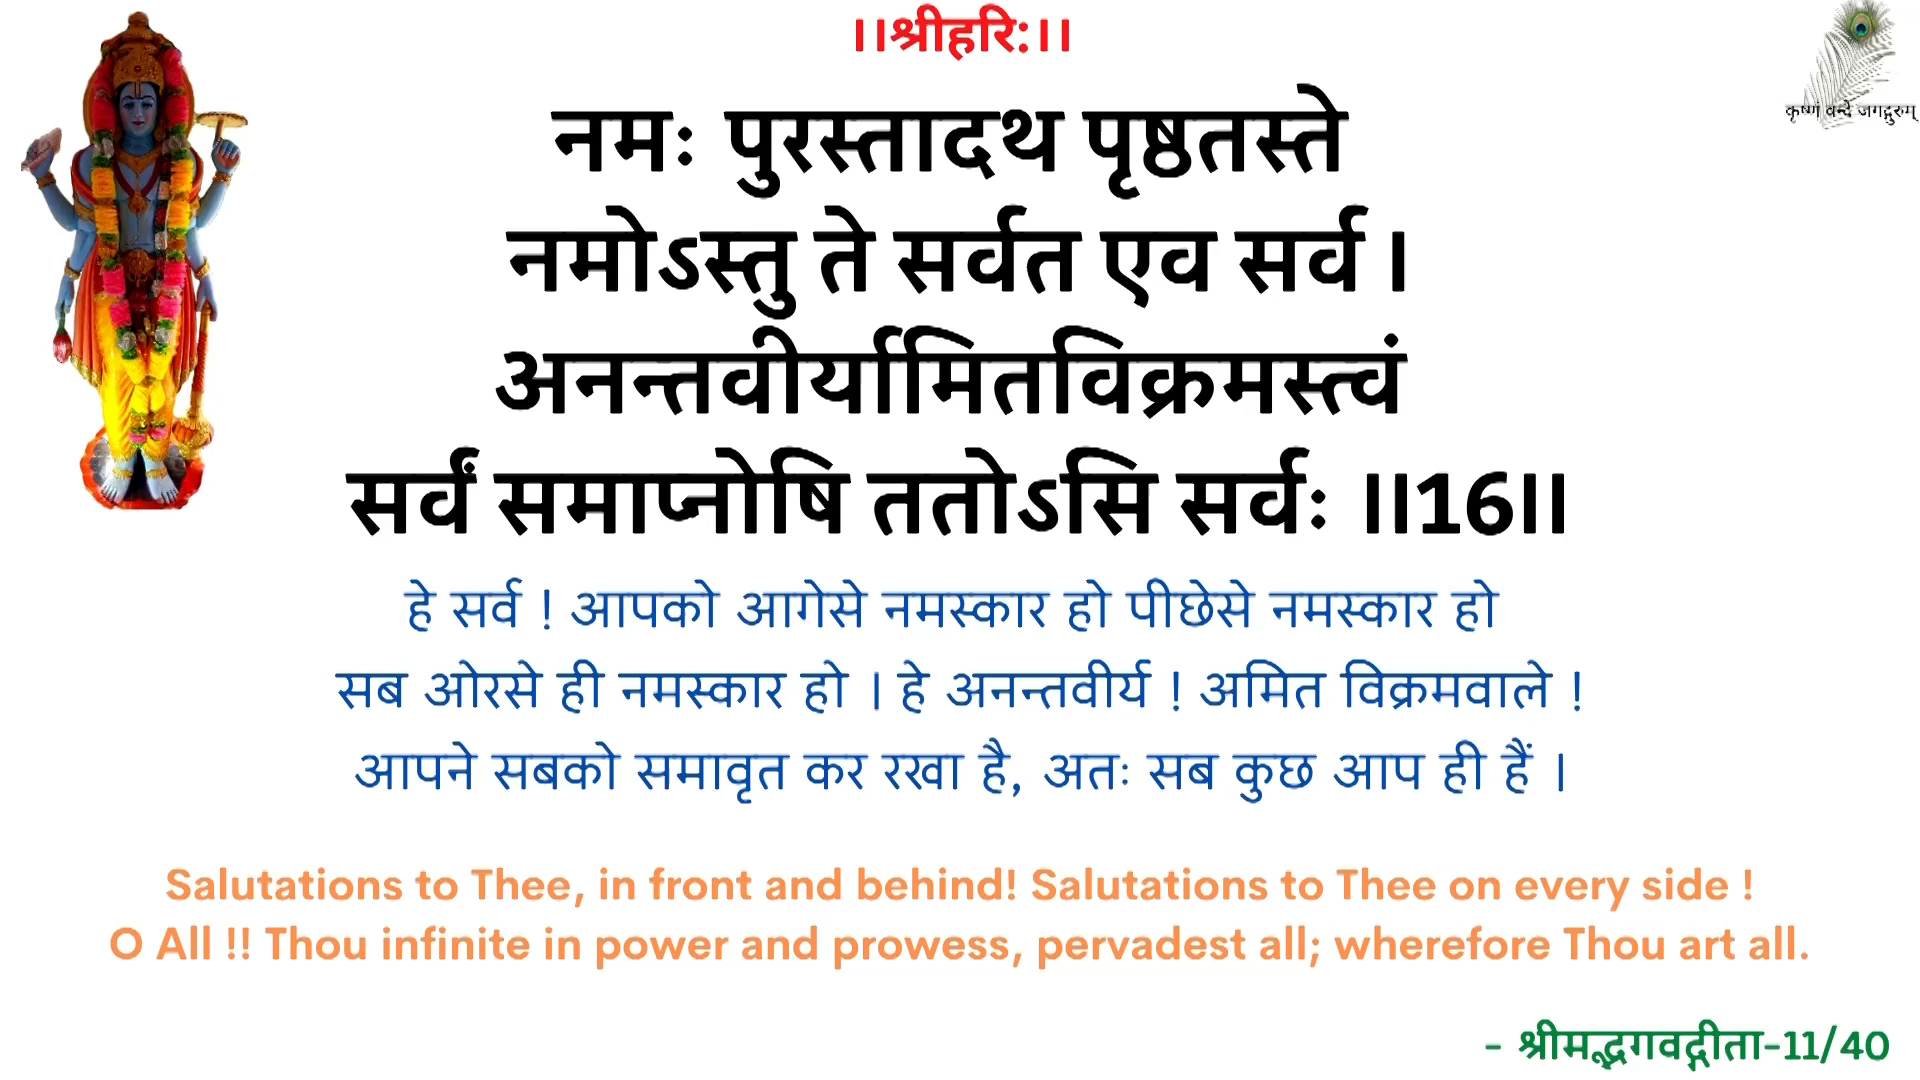 ।।श्रीहरि:।।
कृष्णं वन्दे जगद्गुरुम्
नमः पुरस्तादथ पृष्ठतस्ते
नमोऽस्तु ते सर्वत एव सर्व ।
अनन्तवीर्यामितविक्रमस्त्वं
सर्वं समाप्नोषि ततोऽसि सर्वः ॥16॥
हे सर्व ! आपको आगेसे नमस्कार हो पीछेसे नमस्कार हो
सब ओरसे ही नमस्कार हो । हे अनन्तवीर्य ! अमित विक्रमवाले !
आपने सबको समावृत कर रखा है, अतः सब कुछ आप ही हैं ।
Salutations to Thee, in front and behind! Salutations to Thee on every side !
O All !! Thou infinite in power and prowess, pervadest all; wherefore Thou art all.
- श्रीमद्भगवद्गीता-11/40